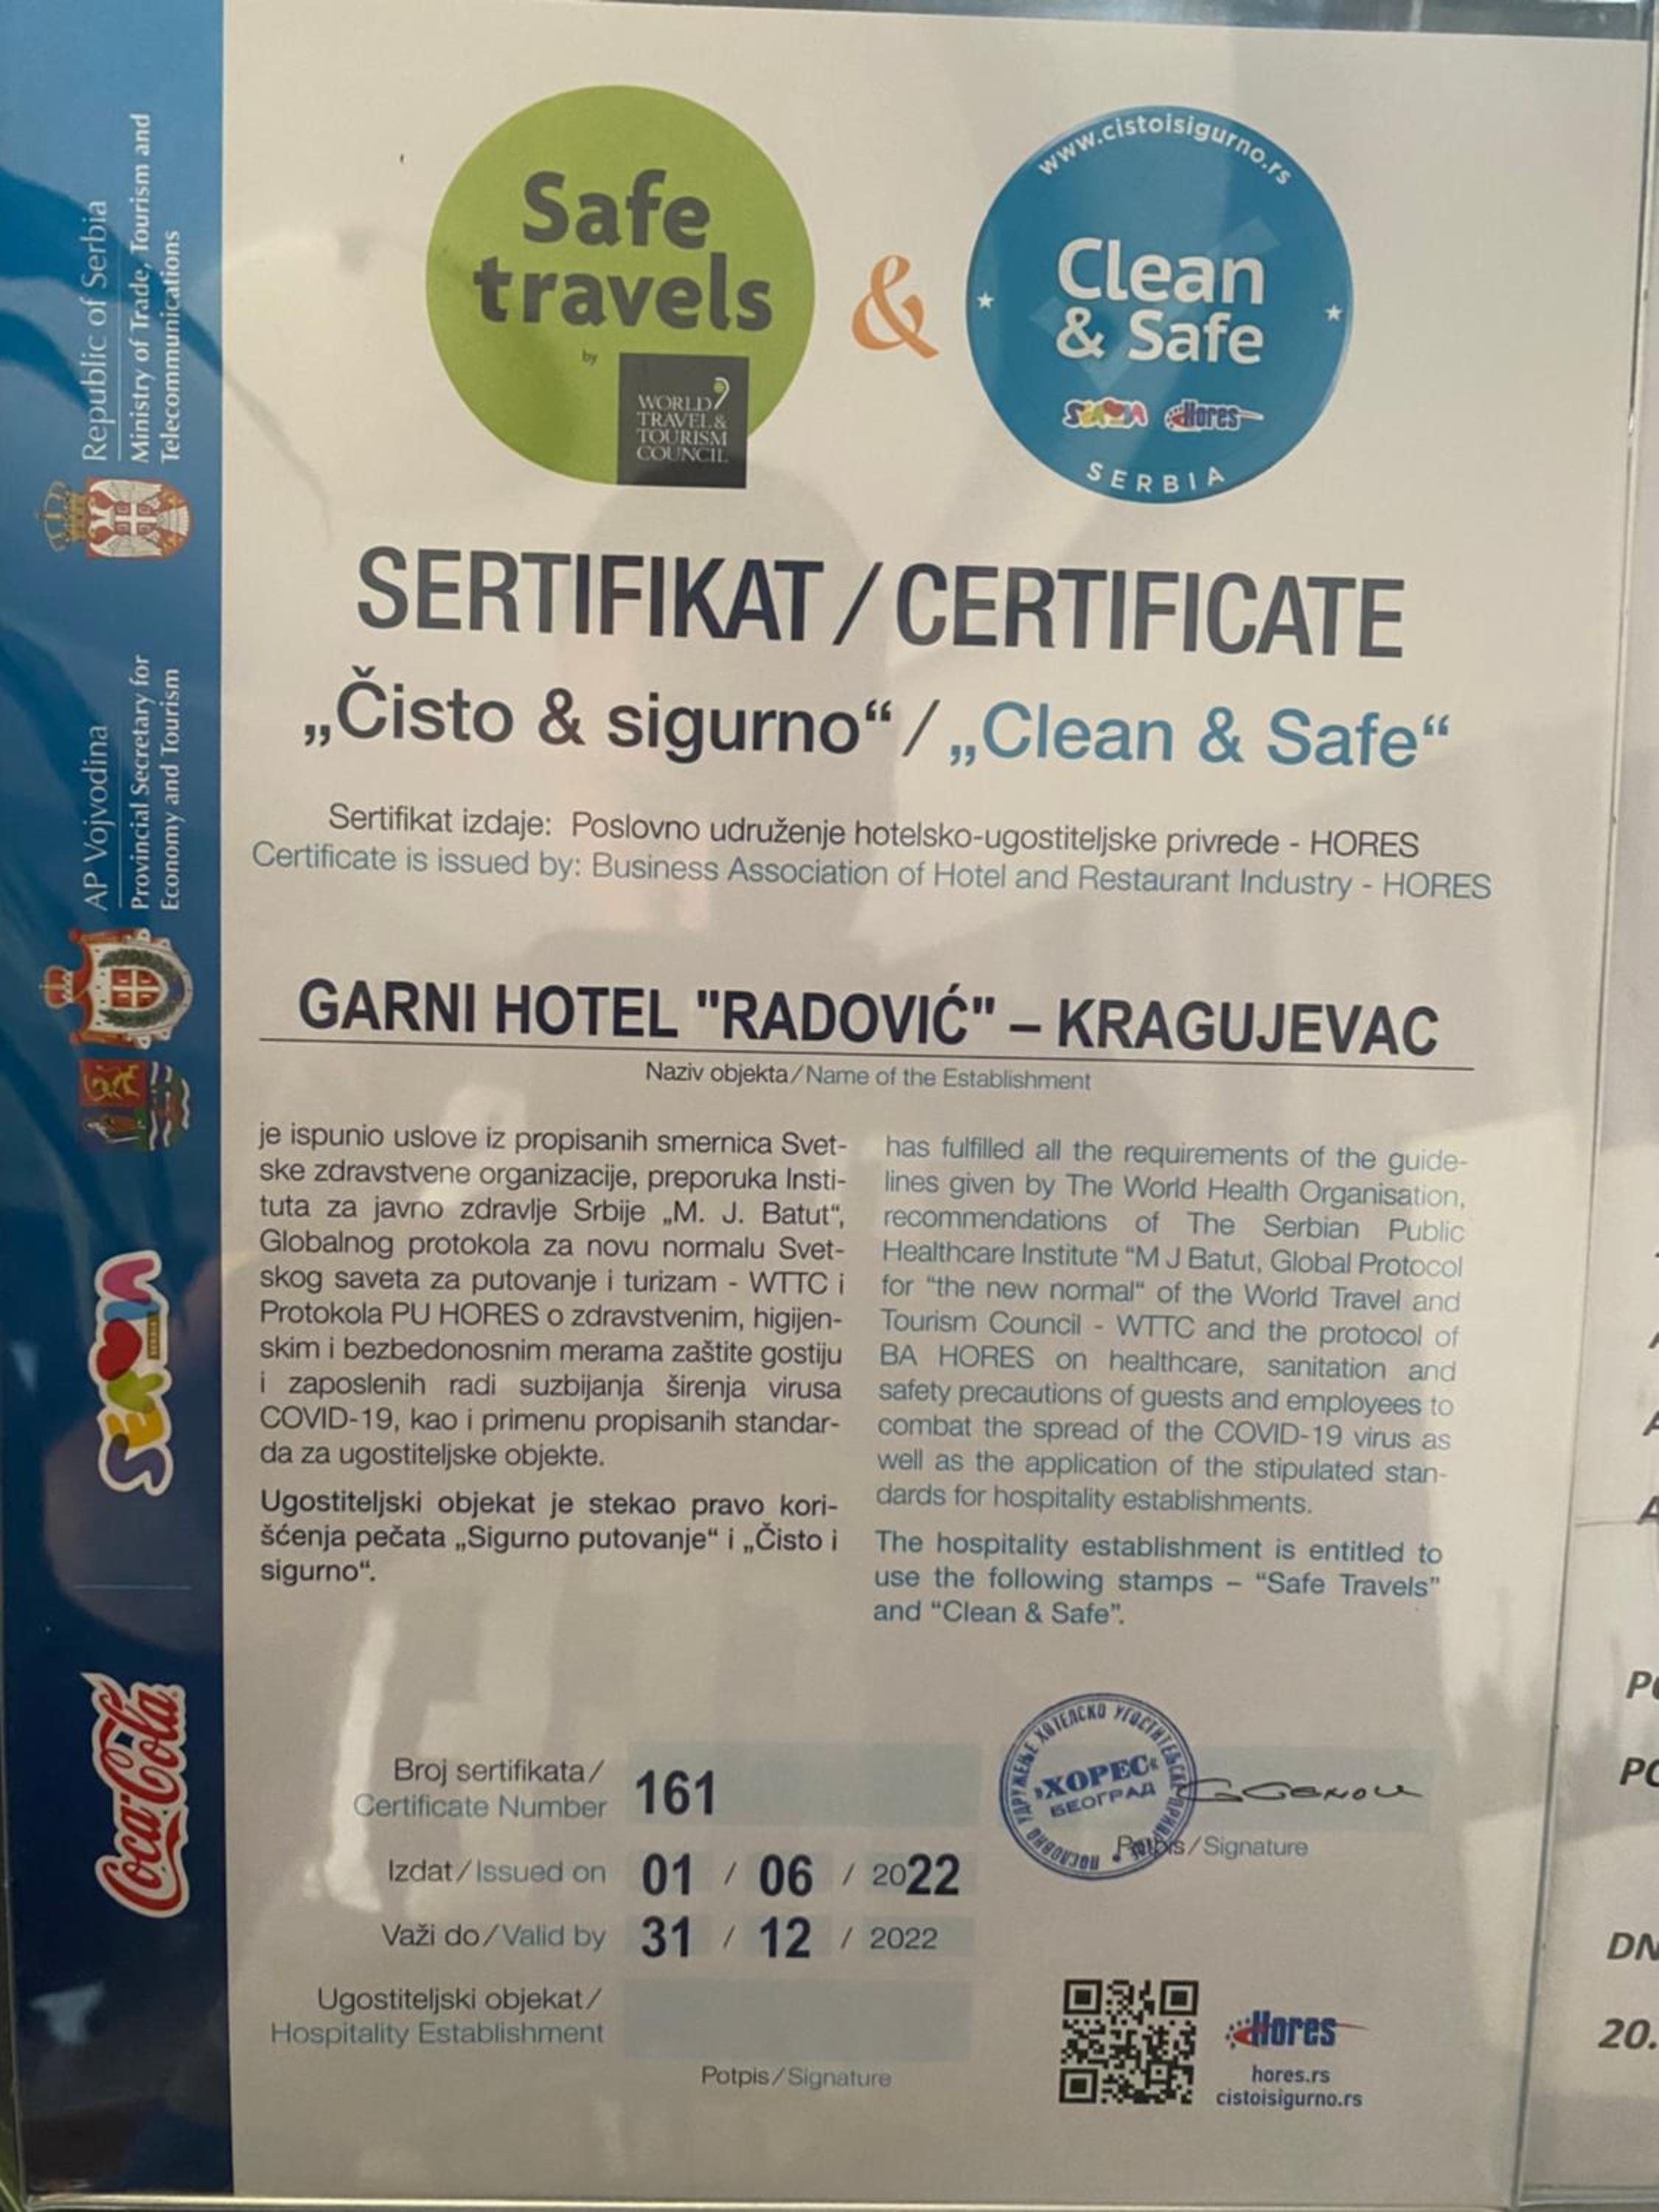 Republic of Serbia
Ministry of Trade, Tourism and
Telecommunications
AP Vojvodina
Provincial Secretary for
Economy and Tourism
SERBIA
Coca-Cola
Safe
travels
by
WORLD
TRAVEL &
TOURISM
COUNCIL
&
www.cistoisigurno.rs
Clean
& Safe
SERBIA Hores
SERBIA
SERTIFIKAT / CERTIFICATE
„Čisto & sigurno“ / „Clean & Safe“
Sertifikat izdaje: Poslovno udruženje hotelsko-ugostiteljske privrede - HORES
Certificate is issued by: Business Association of Hotel and Restaurant Industry - HORES
GARNI HOTEL "RADOVIĆ" – KRAGUJEVAC
Naziv objekta/Name of the Establishment
je ispunio uslove iz propisanih smernica Svet-
ske zdravstvene organizacije, preporuka Insti-
tuta za javno zdravlje Srbije „M. J. Batut“,
Globalnog protokola za novu normalu Svet-
skog saveta za putovanje i turizam - WTTC i
Protokola PU HORES o zdravstvenim, higijen-
skim i bezbedonosnim merama zaštite gostiju
i zaposlenih radi suzbijanja širenja virusa
COVID-19, kao i primenu propisanih standar-
da za ugostiteljske objekte.
Ugostiteljski objekat je stekao pravo kori-
šćenja pečata „Sigurno putovanje“ i „Čisto i
sigurno“.
has fulfilled all the requirements of the guide-
lines given by The World Health Organisation,
recommendations of The Serbian Public
Healthcare Institute “M J Batut, Global Protocol
for “the new normal“ of the World Travel and
Tourism Council - WTTC and the protocol of
BA HORES on healthcare, sanitation and
safety precautions of guests and employees to
combat the spread of the COVID-19 virus as
well as the application of the stipulated stan-
dards for hospitality establishments.
The hospitality establishment is entitled to
use the following stamps – “Safe Travels”
and “Clean & Safe”.
Broj sertifikata/
Certificate Number 161
Izdat/Issued on 01 / 06 / 2022
Važi do/Valid by 31 / 12 / 2022
Ugostiteljski objekat/
Hospitality Establishment
Potpis/Signature
ПОСЛОВНО УДРУЖЕЊЕ ХОТЕЛСКО УГОСТИТЕЉСКЕ ПРИВРЕДЕ
„ХОРЕС“
БЕОГРАД
Potpis/Signature
Hores
hores.rs
cistoisigurno.rs
DN
20.